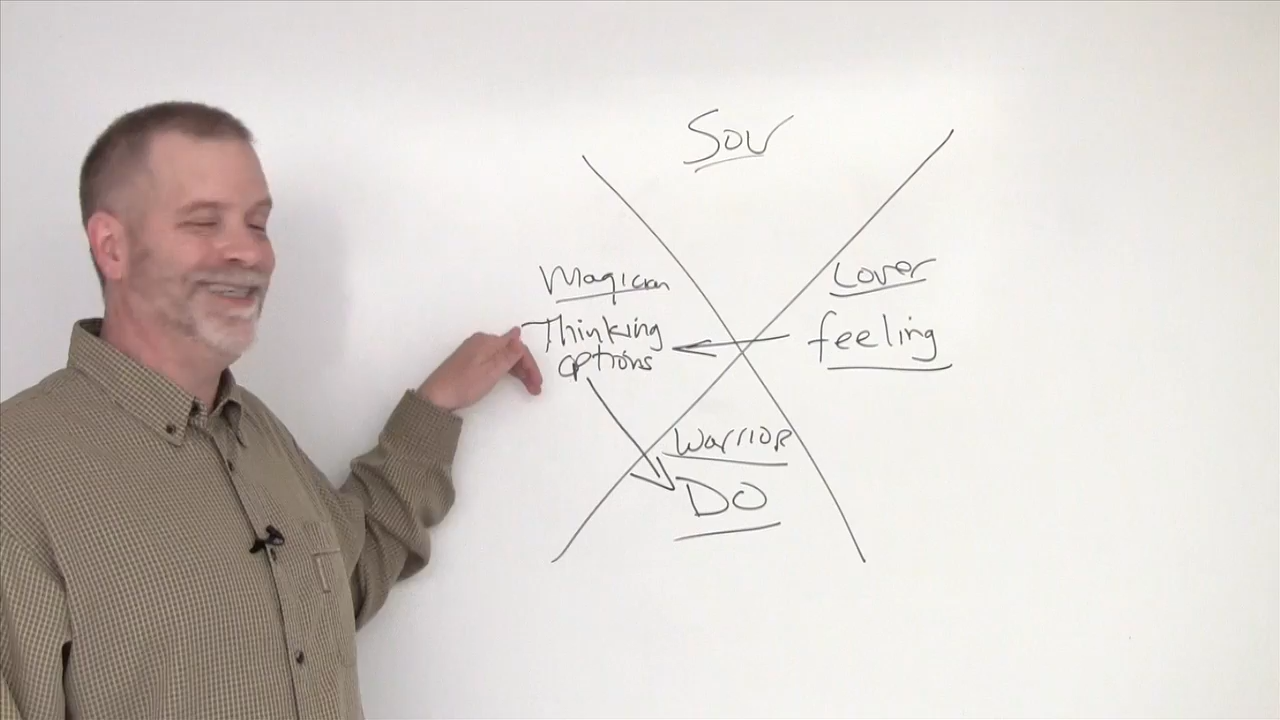 Sov
Magician
Thinking
options
Lover
feeling
Warrior
DO